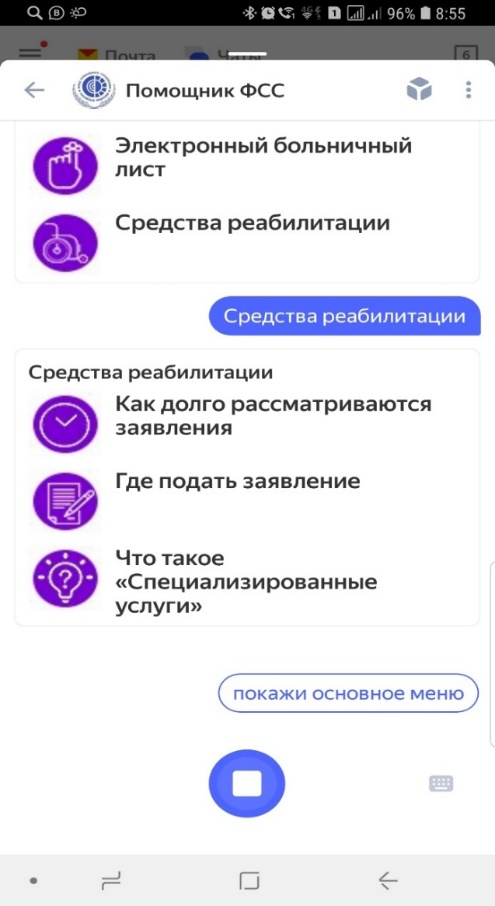 96% 8:55
Почта Чаты 6
Помощник ФСС
Электронный больничный
лист
Средства реабилитации
Средства реабилитации
Средства реабилитации
Как долго рассматриваются
заявления
Где подать заявление
Что такое
«Специализированные
услуги»
покажи основное меню